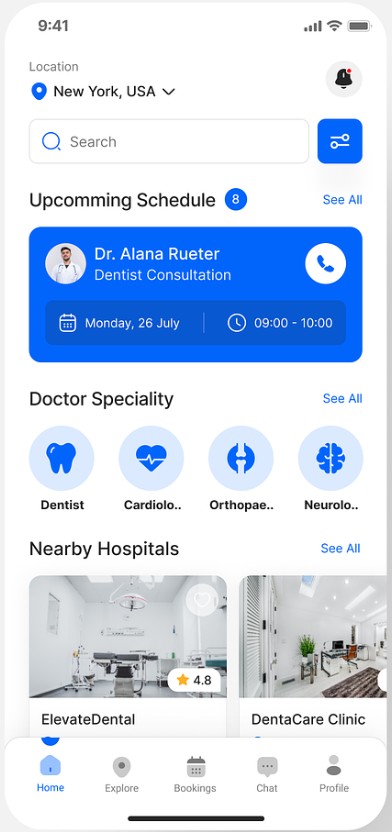 9:41
Location
New York, USA
Search
Upcomming Schedule 8 See All
Dr. Alana Rueter
Dentist Consultation
Monday, 26 July 09:00 - 10:00
Doctor Speciality See All
Dentist Cardiolo.. Orthopae.. Neurolo..
Nearby Hospitals See All
4.8
ElevateDental DentaCare Clinic
Home Explore Bookings Chat Profile